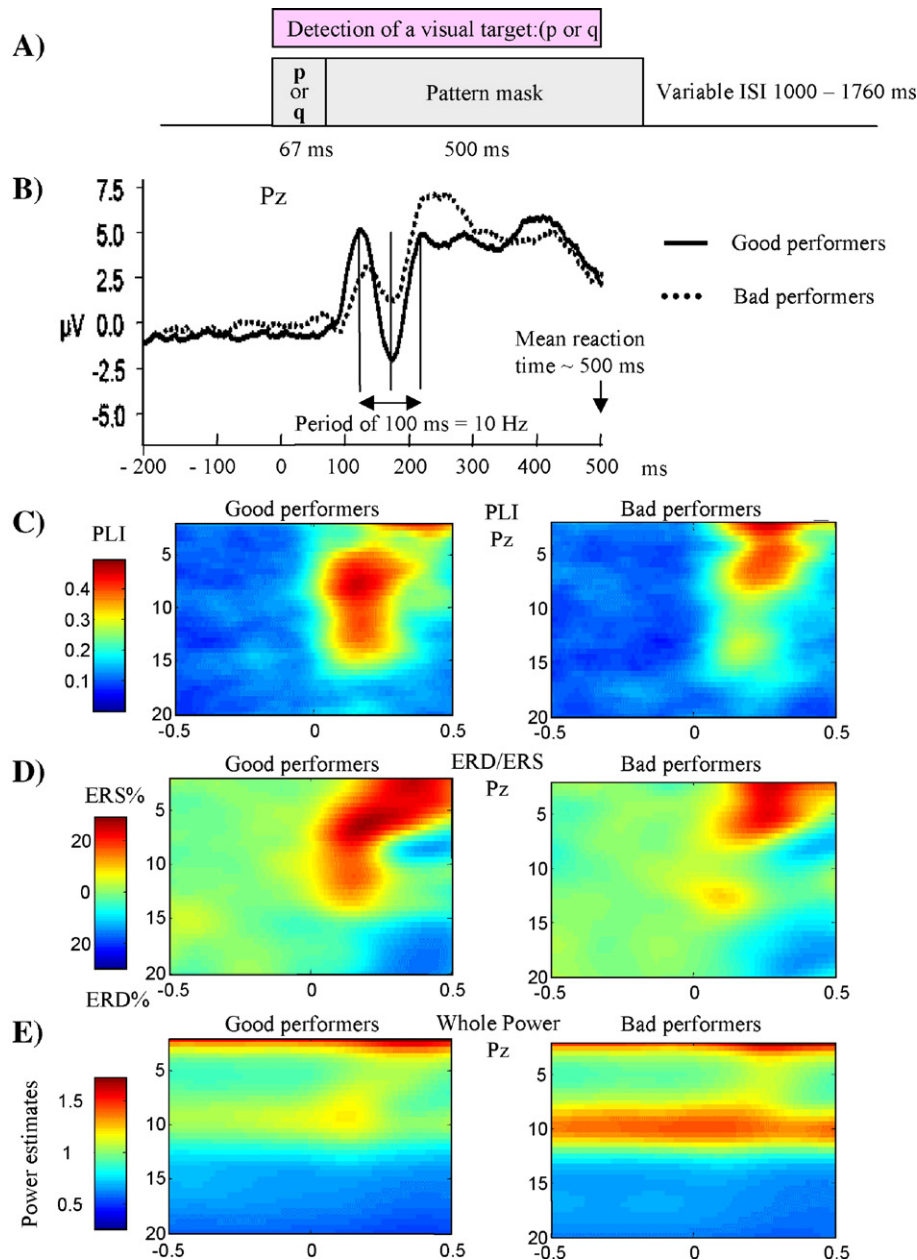 Detection of a visual target:(p or q
A)
p
or
q
Pattern mask
Variable ISI 1000 – 1760 ms
67 ms
500 ms
B)
Pz
7.5
5.0
2.5
0.0
-2.5
-5.0
µV
Good performers
Bad performers
Mean reaction
time ~ 500 ms
Period of 100 ms = 10 Hz
- 200 - 100 0 100 200 300 400 500 ms
C)
Good performers
PLI
Pz
Bad performers
PLI
0.4
0.3
0.2
0.1
5
10
15
20
-0.5 0 0.5
5
10
15
20
-0.5 0 0.5
D)
Good performers
ERD/ERS
Pz
Bad performers
ERS%
20
0
20
ERD%
5
10
15
20
-0.5 0 0.5
5
10
15
20
-0.5 0 0.5
E)
Good performers
Whole Power
Pz
Bad performers
Power estimates
1.5
1
0.5
5
10
15
20
-0.5 0 0.5
5
10
15
20
-0.5 0 0.5